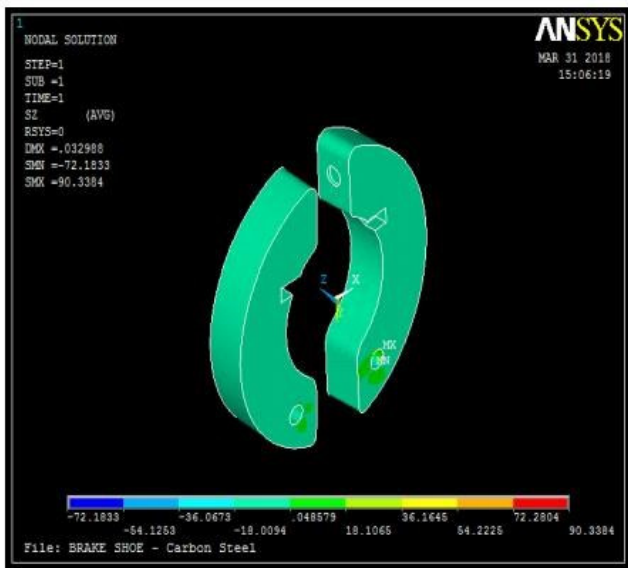 1
NODAL SOLUTION
STEP=1
SUB =1
TIME=1
SZ (AVG)
RSYS=0
DMX =.032988
SMN =-72.1833
SMX =90.3384
ANSYS
MAR 31 2018
15:06:19
Z X
MX
MN
-72.1833 -36.0673 .048579 36.1645 72.2804
-54.1253 -18.0094 18.1065 54.2225 90.3384
File: BRAKE SHOE - Carbon Steel